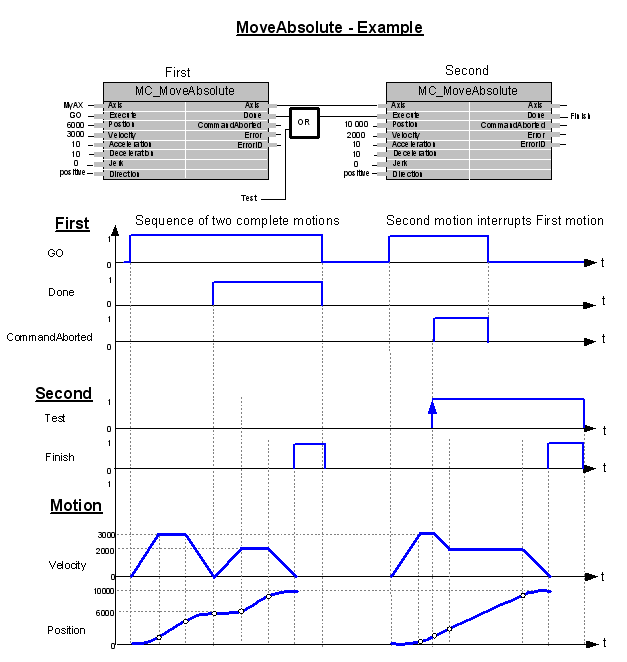 MoveAbsolute - Example
First
Second
MC_MoveAbsolute
MC_MoveAbsolute
MyAX Axis Axis Axis Axis
GO Execute Done Execute Done Finish
6000 Position CommandAborted OR 10 000 Position CommandAborted
3000 Velocity Error 2000 Velocity Error
10 Acceleration ErrorID 10 Acceleration ErrorID
10 Deceleration 10 Deceleration
0 Jerk 0 Jerk
positive Direction positive Direction
Test
First
Sequence of two complete motions
Second motion interrupts First motion
GO
1
0
t
Done
1
0
t
CommandAborted
1
0
t
Second
Test
1
0
t
Finish
1
0
t
1
Motion
Velocity
3000
2000
0
t
Position
10000
6000
0
t